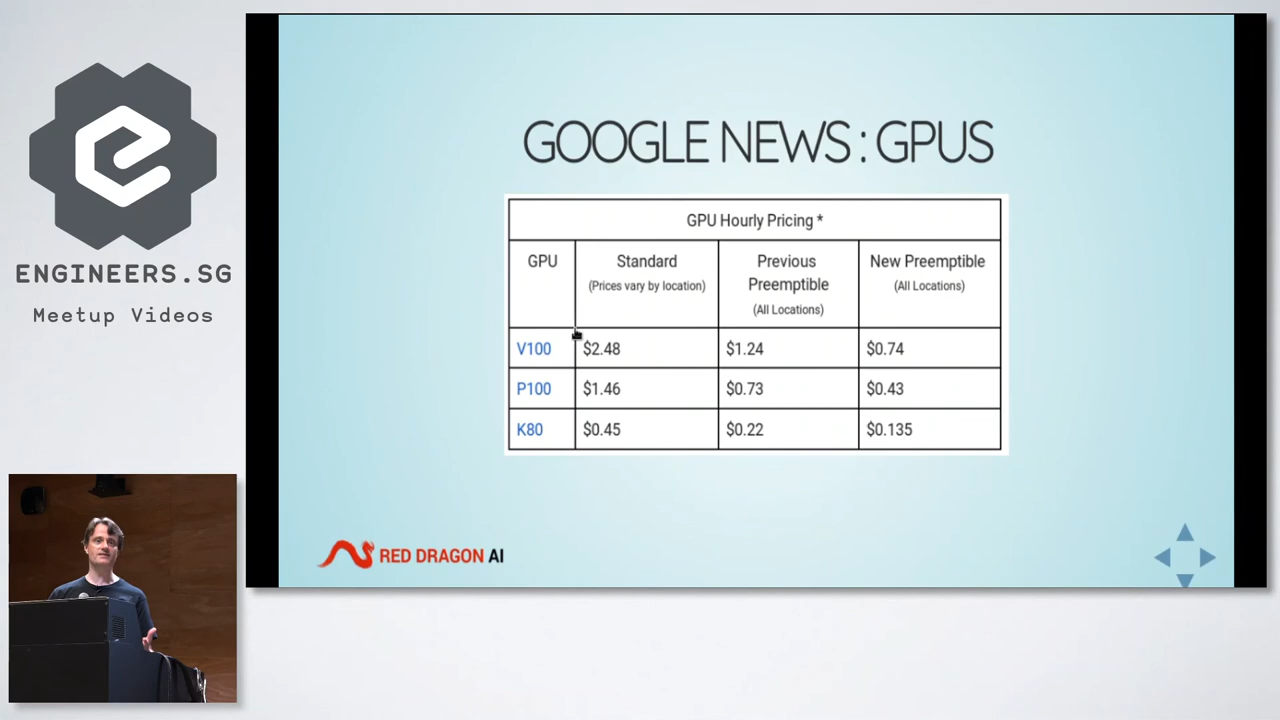 ENGINEERS.SG
Meetup Videos
GOOGLE NEWS : GPUS
GPU Hourly Pricing *
GPU
Standard
(Prices vary by location)
Previous
Preemptible
(All Locations)
New Preemptible
(All Locations)
V100 $2.48 $1.24 $0.74
P100 $1.46 $0.73 $0.43
K80 $0.45 $0.22 $0.135
RED DRAGON AI